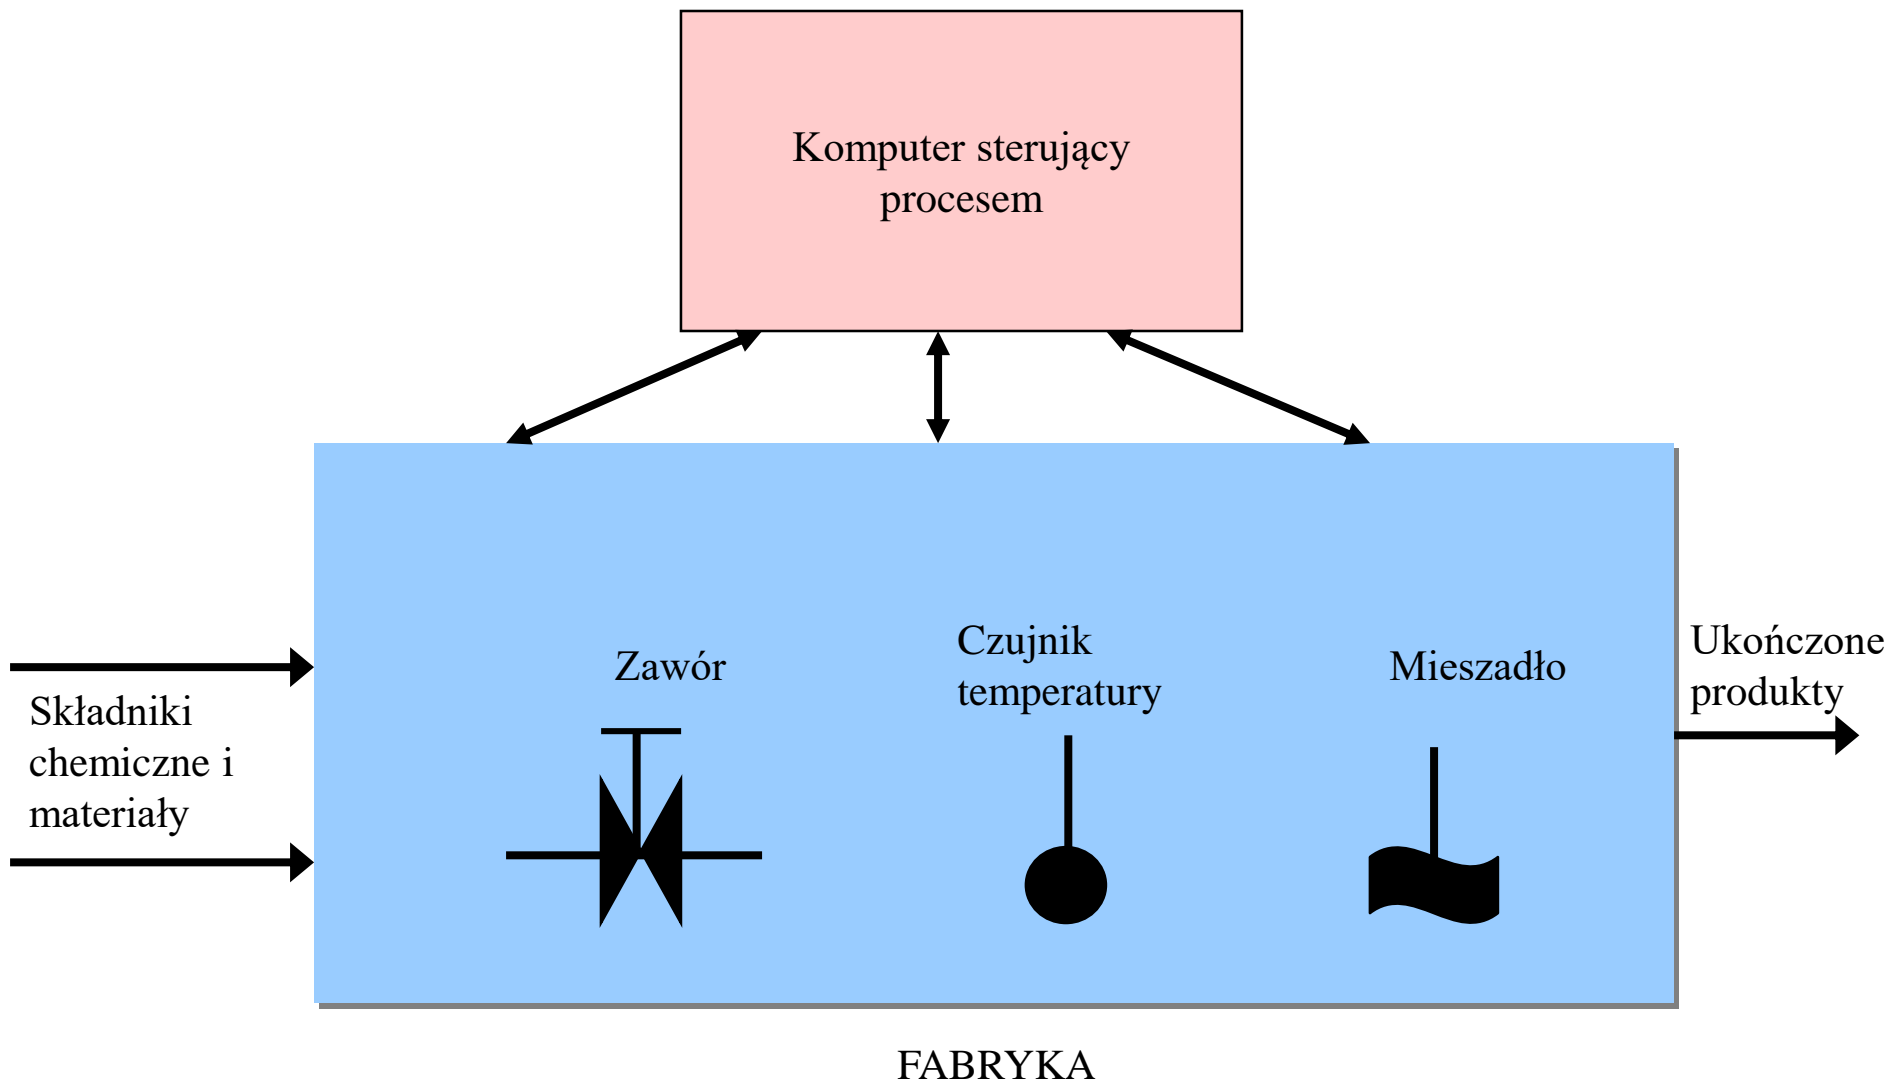 Komputer sterujący
procesem
Zawór
Czujnik
temperatury
Mieszadło
Ukończone
produkty
Składniki
chemiczne i
materiały
FABRYKA